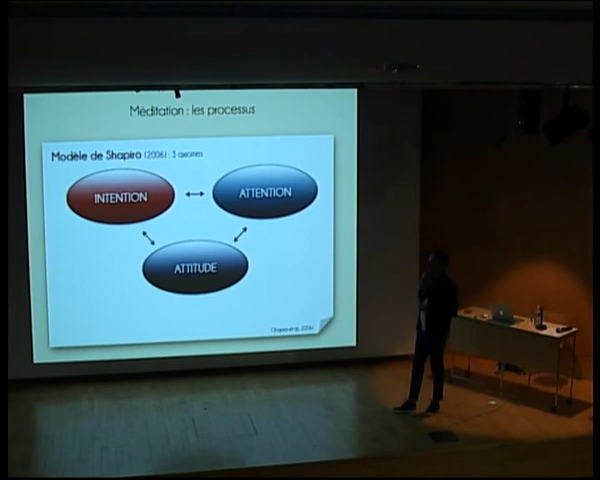 Méditation : les processus
Modèle de Shapiro (2006) : 3 axiomes
INTENTION
ATTENTION
ATTITUDE
(Shapiro et al, 2006)